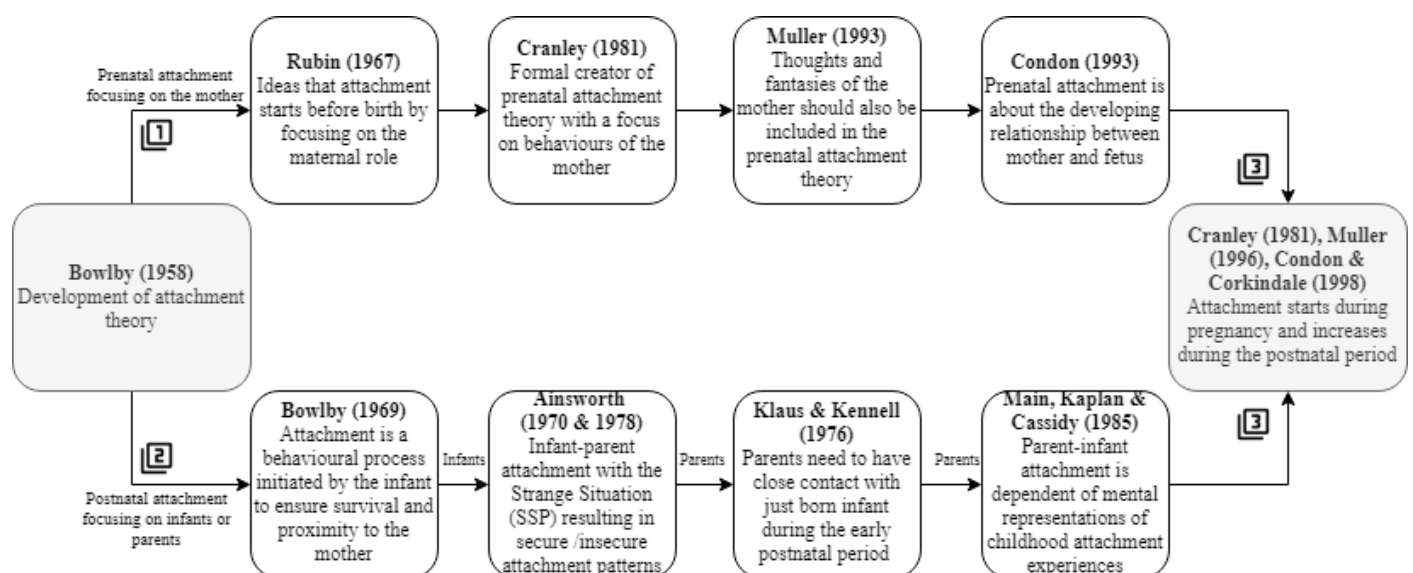 Prenatal attachment
focusing on the mother
1
Rubin (1967)
Ideas that attachment
starts before birth by
focusing on the
maternal role
Cranley (1981)
Formal creator of
prenatal attachment
theory with a focus
on behaviours of the
mother
Muller (1993)
Thoughts and
fantasies of the
mother should also be
included in the
prenatal attachment
theory
Condon (1993)
Prenatal attachment is
about the developing
relationship between
mother and fetus
3
Bowlby (1958)
Development of attachment
theory
Cranley (1981), Muller
(1996), Condon &
Corkindale (1998)
Attachment starts during
pregnancy and increases
during the postnatal period
2
Postnatal attachment
focusing on infants or
parents
Bowlby (1969)
Attachment is a
behavioural process
initiated by the infant
to ensure survival and
proximity to the
mother
Infants
Ainsworth
(1970 & 1978)
Infant-parent
attachment with the
Strange Situation
(SSP) resulting in
secure /insecure
attachment patterns
Parents
Klaus & Kennell
(1976)
Parents need to have
close contact with
just born infant
during the early
postnatal period
Parents
Main, Kaplan &
Cassidy (1985)
Parent-infant
attachment is
dependent of mental
representations of
childhood attachment
experiences
3